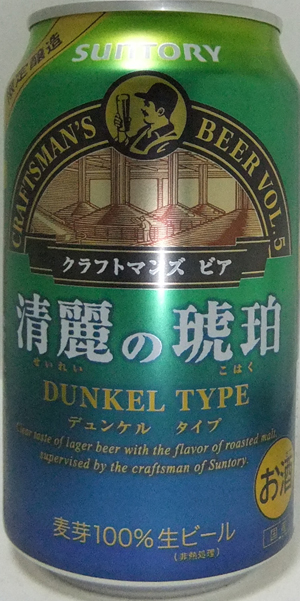 限定醸造
SUNTORY
CRAFTSMAN'S BEER VOL.5
クラフトマンズ ビア
清麗の琥珀
せいれい こはく
DUNKEL TYPE
デュンケル タイプ
Clear taste of lager beer with the flavor of roasted malt,
supervised by the craftsman of Suntory.
お酒
麦芽100%生ビール
(非熱処理)
国